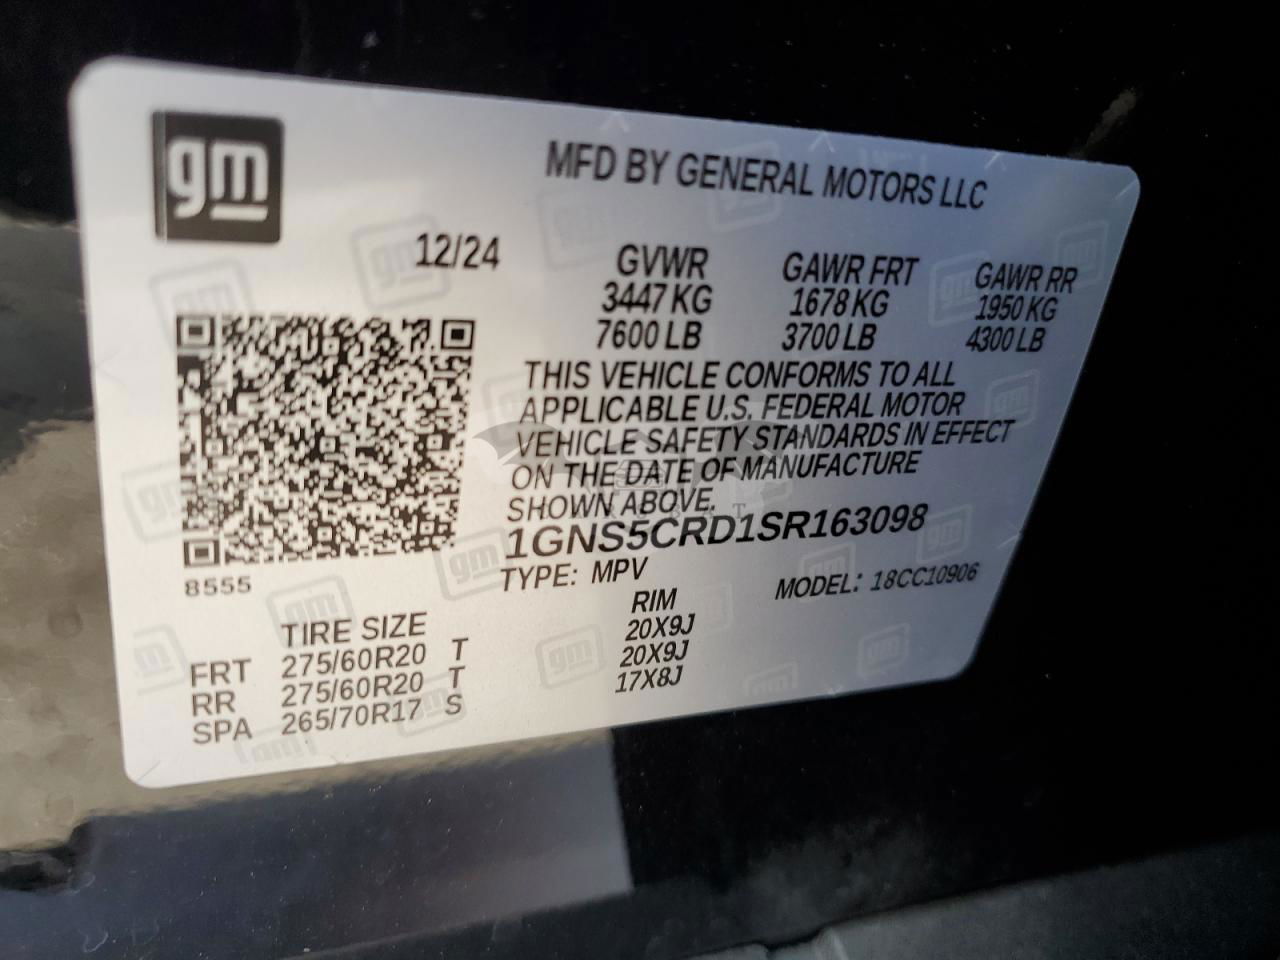 gm
MFD BY GENERAL MOTORS LLC
12/24
GVWR GAWR FRT GAWR RR
3447 KG 1678 KG 1950 KG
7600 LB 3700 LB 4300 LB
THIS VEHICLE CONFORMS TO ALL
APPLICABLE U.S. FEDERAL MOTOR
VEHICLE SAFETY STANDARDS IN EFFECT
ON THE DATE OF MANUFACTURE
SHOWN ABOVE.
1GNS5CRD1SR163098
8555
TYPE: MPV MODEL: 18CC10906
TIRE SIZE RIM
FRT 275/60R20 T 20X9J
RR 275/60R20 T 20X9J
SPA 265/70R17 S 17X8J